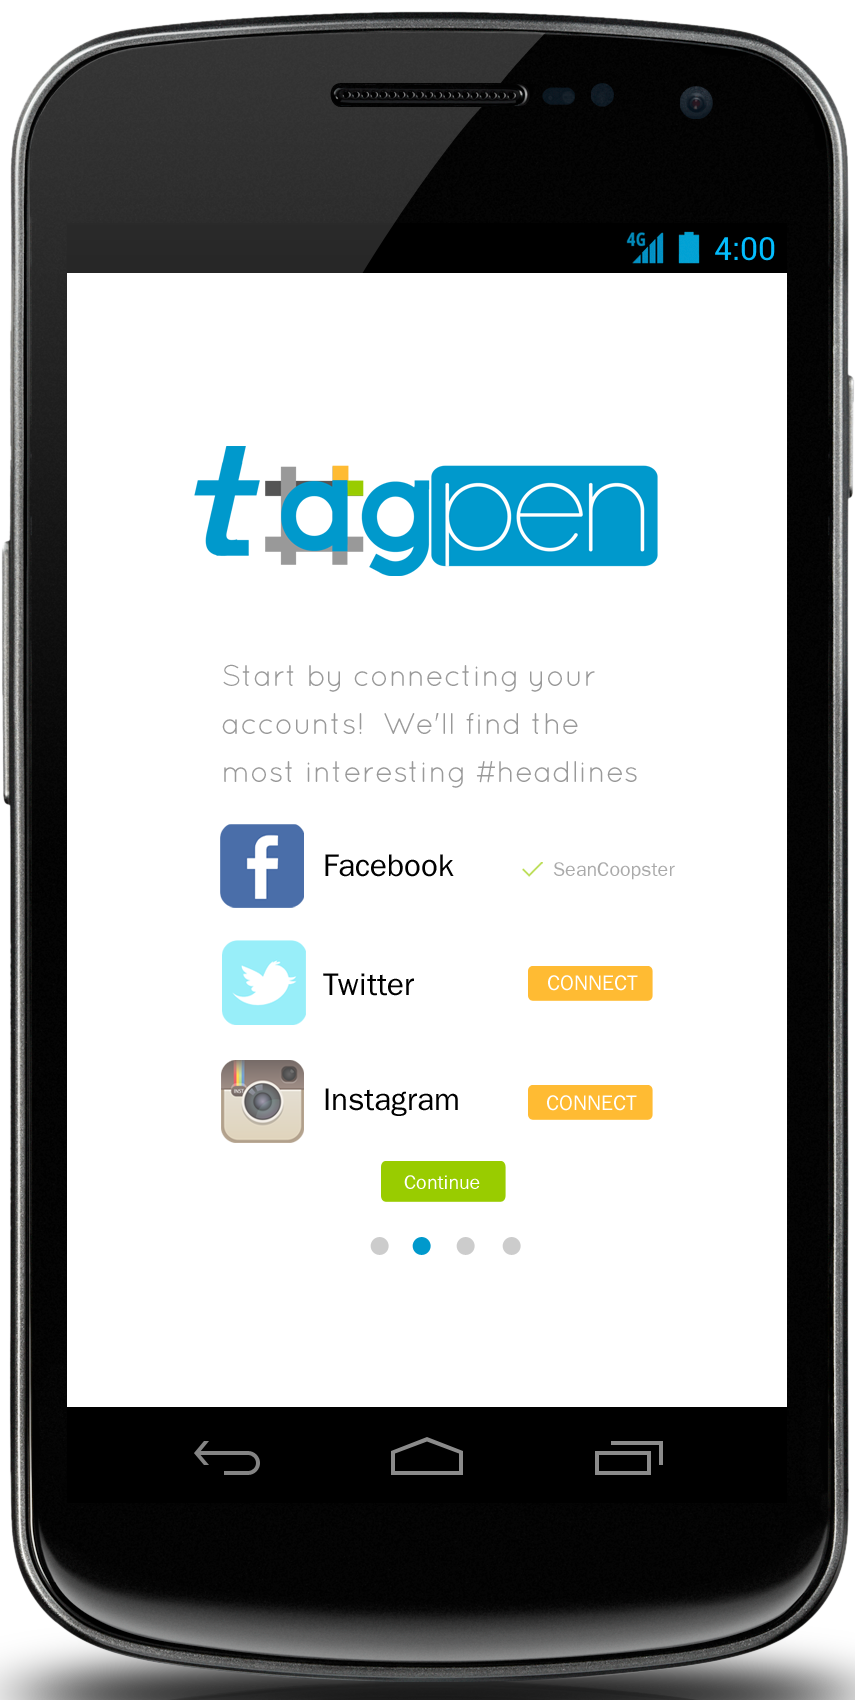 4G 4:00
tagpen
Start by connecting your
accounts!  We'll find the
most interesting #headlines
Facebook SeanCoopster
Twitter CONNECT
Instagram CONNECT
Continue